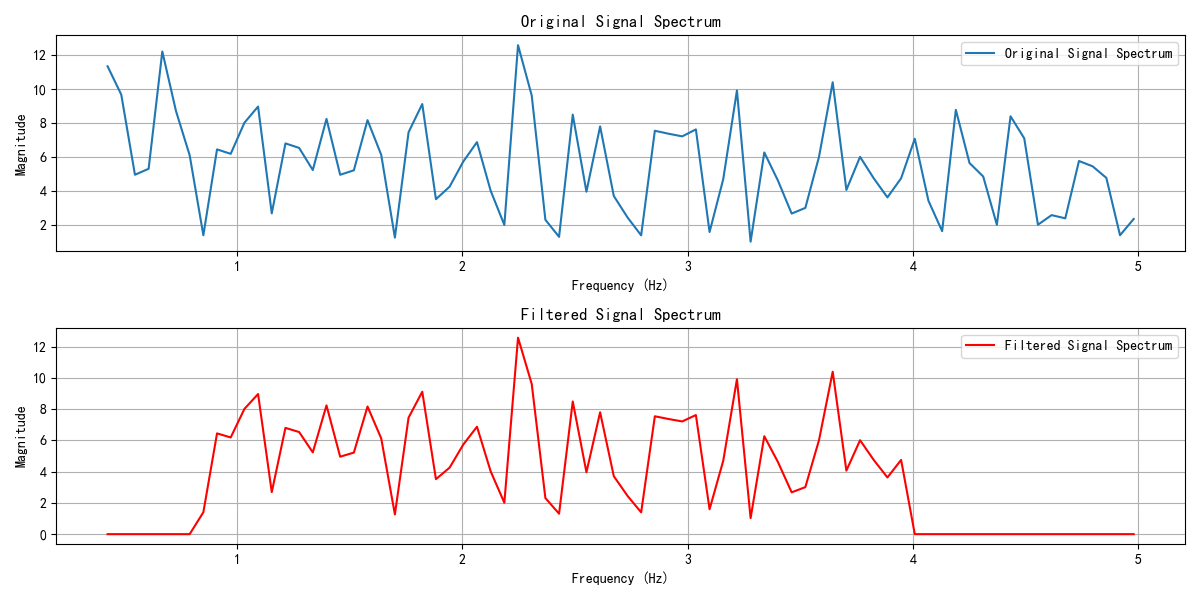 Original Signal Spectrum
Original Signal Spectrum
Magnitude
12
10
8
6
4
2
1 2 3 4 5
Frequency (Hz)
Filtered Signal Spectrum
Filtered Signal Spectrum
Magnitude
12
10
8
6
4
2
0
1 2 3 4 5
Frequency (Hz)